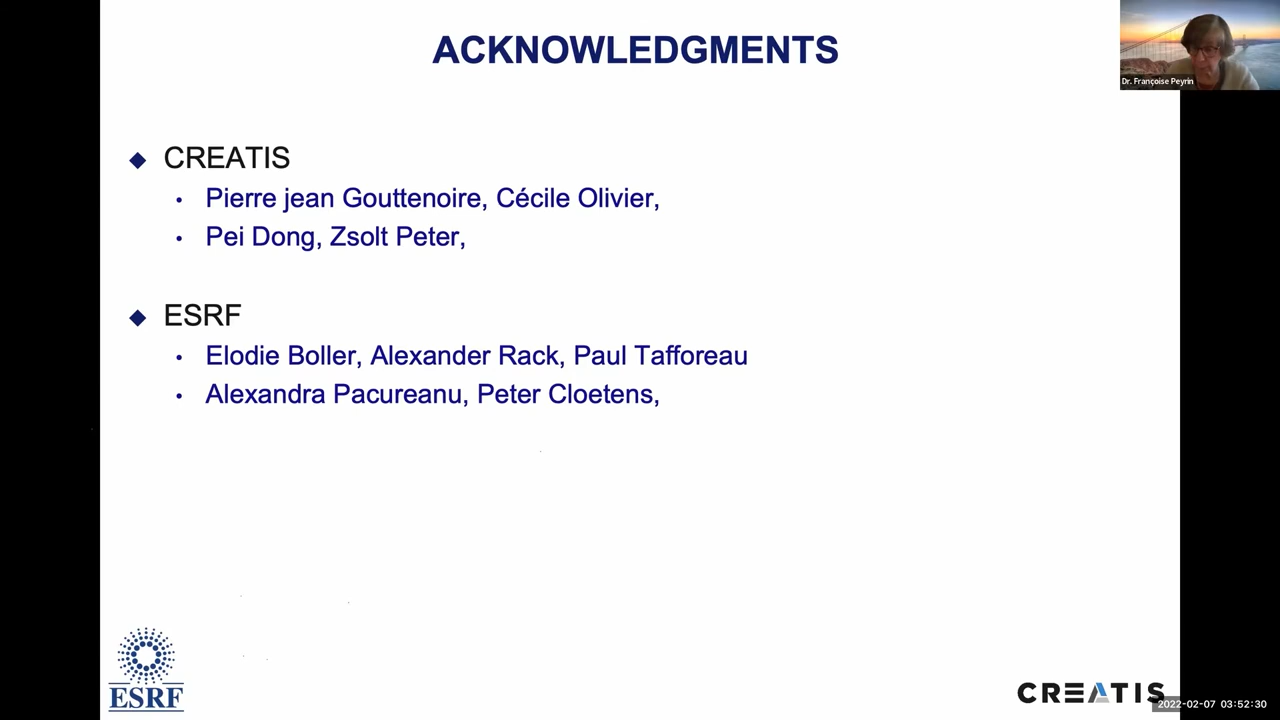 ACKNOWLEDGMENTS
Dr. Françoise Peyrin
CREATIS
Pierre jean Gouttenoire, Cécile Olivier,
Pei Dong, Zsolt Peter,
ESRF
Elodie Boller, Alexander Rack, Paul Tafforeau
Alexandra Pacureanu, Peter Cloetens,
ESRF
CREATIS
2022-02-07 03:52:30